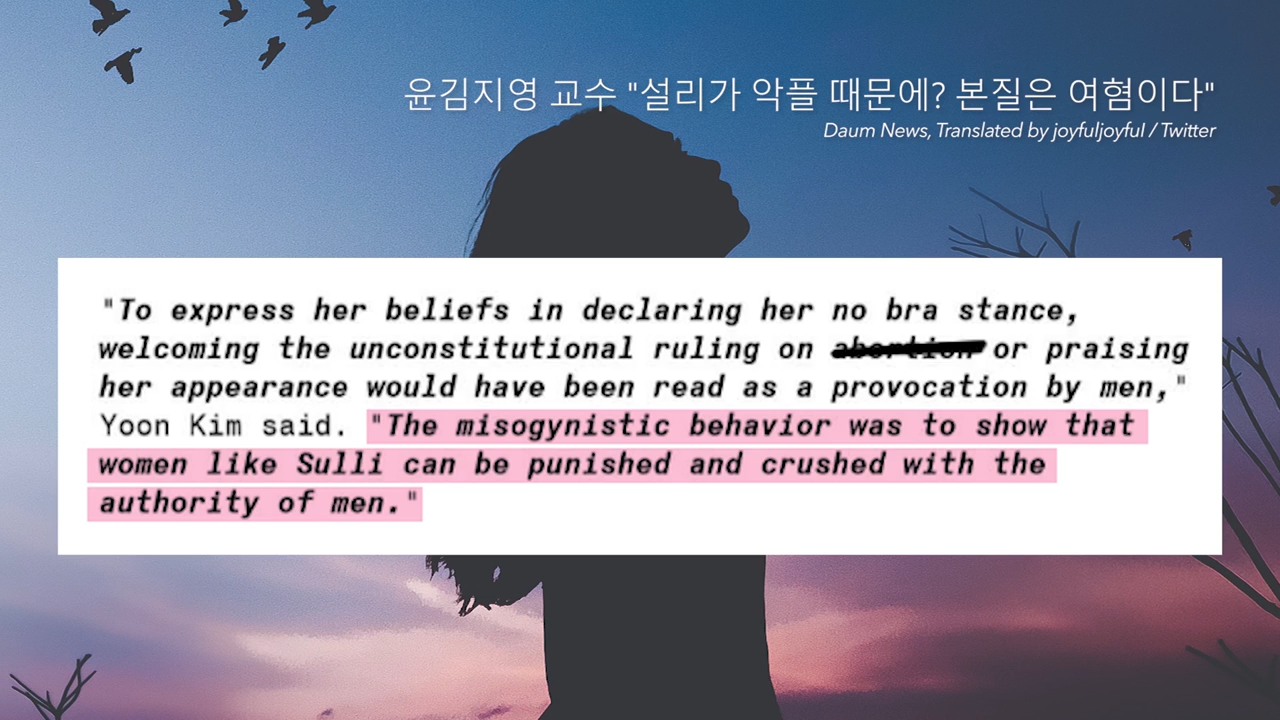 윤김지영 교수 "설리가 악플 때문에? 본질은 여혐이다"
Daum News, Translated by joyfuljoyful / Twitter
"To express her beliefs in declaring her no bra stance,
welcoming the unconstitutional ruling on abortion or praising
her appearance would have been read as a provocation by men,"
Yoon Kim said. "The misogynistic behavior was to show that
women like Sulli can be punished and crushed with the
authority of men."